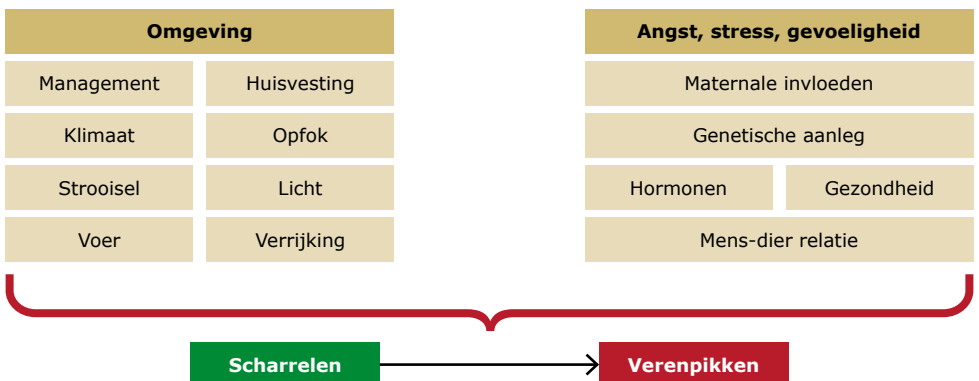 Omgeving
Management
Huisvesting
Klimaat
Opfok
Strooisel
Licht
Voer
Verrijking
Angst, stress, gevoeligheid
Maternale invloeden
Genetische aanleg
Hormonen
Gezondheid
Mens-dier relatie
Scharrelen
Verenpikken